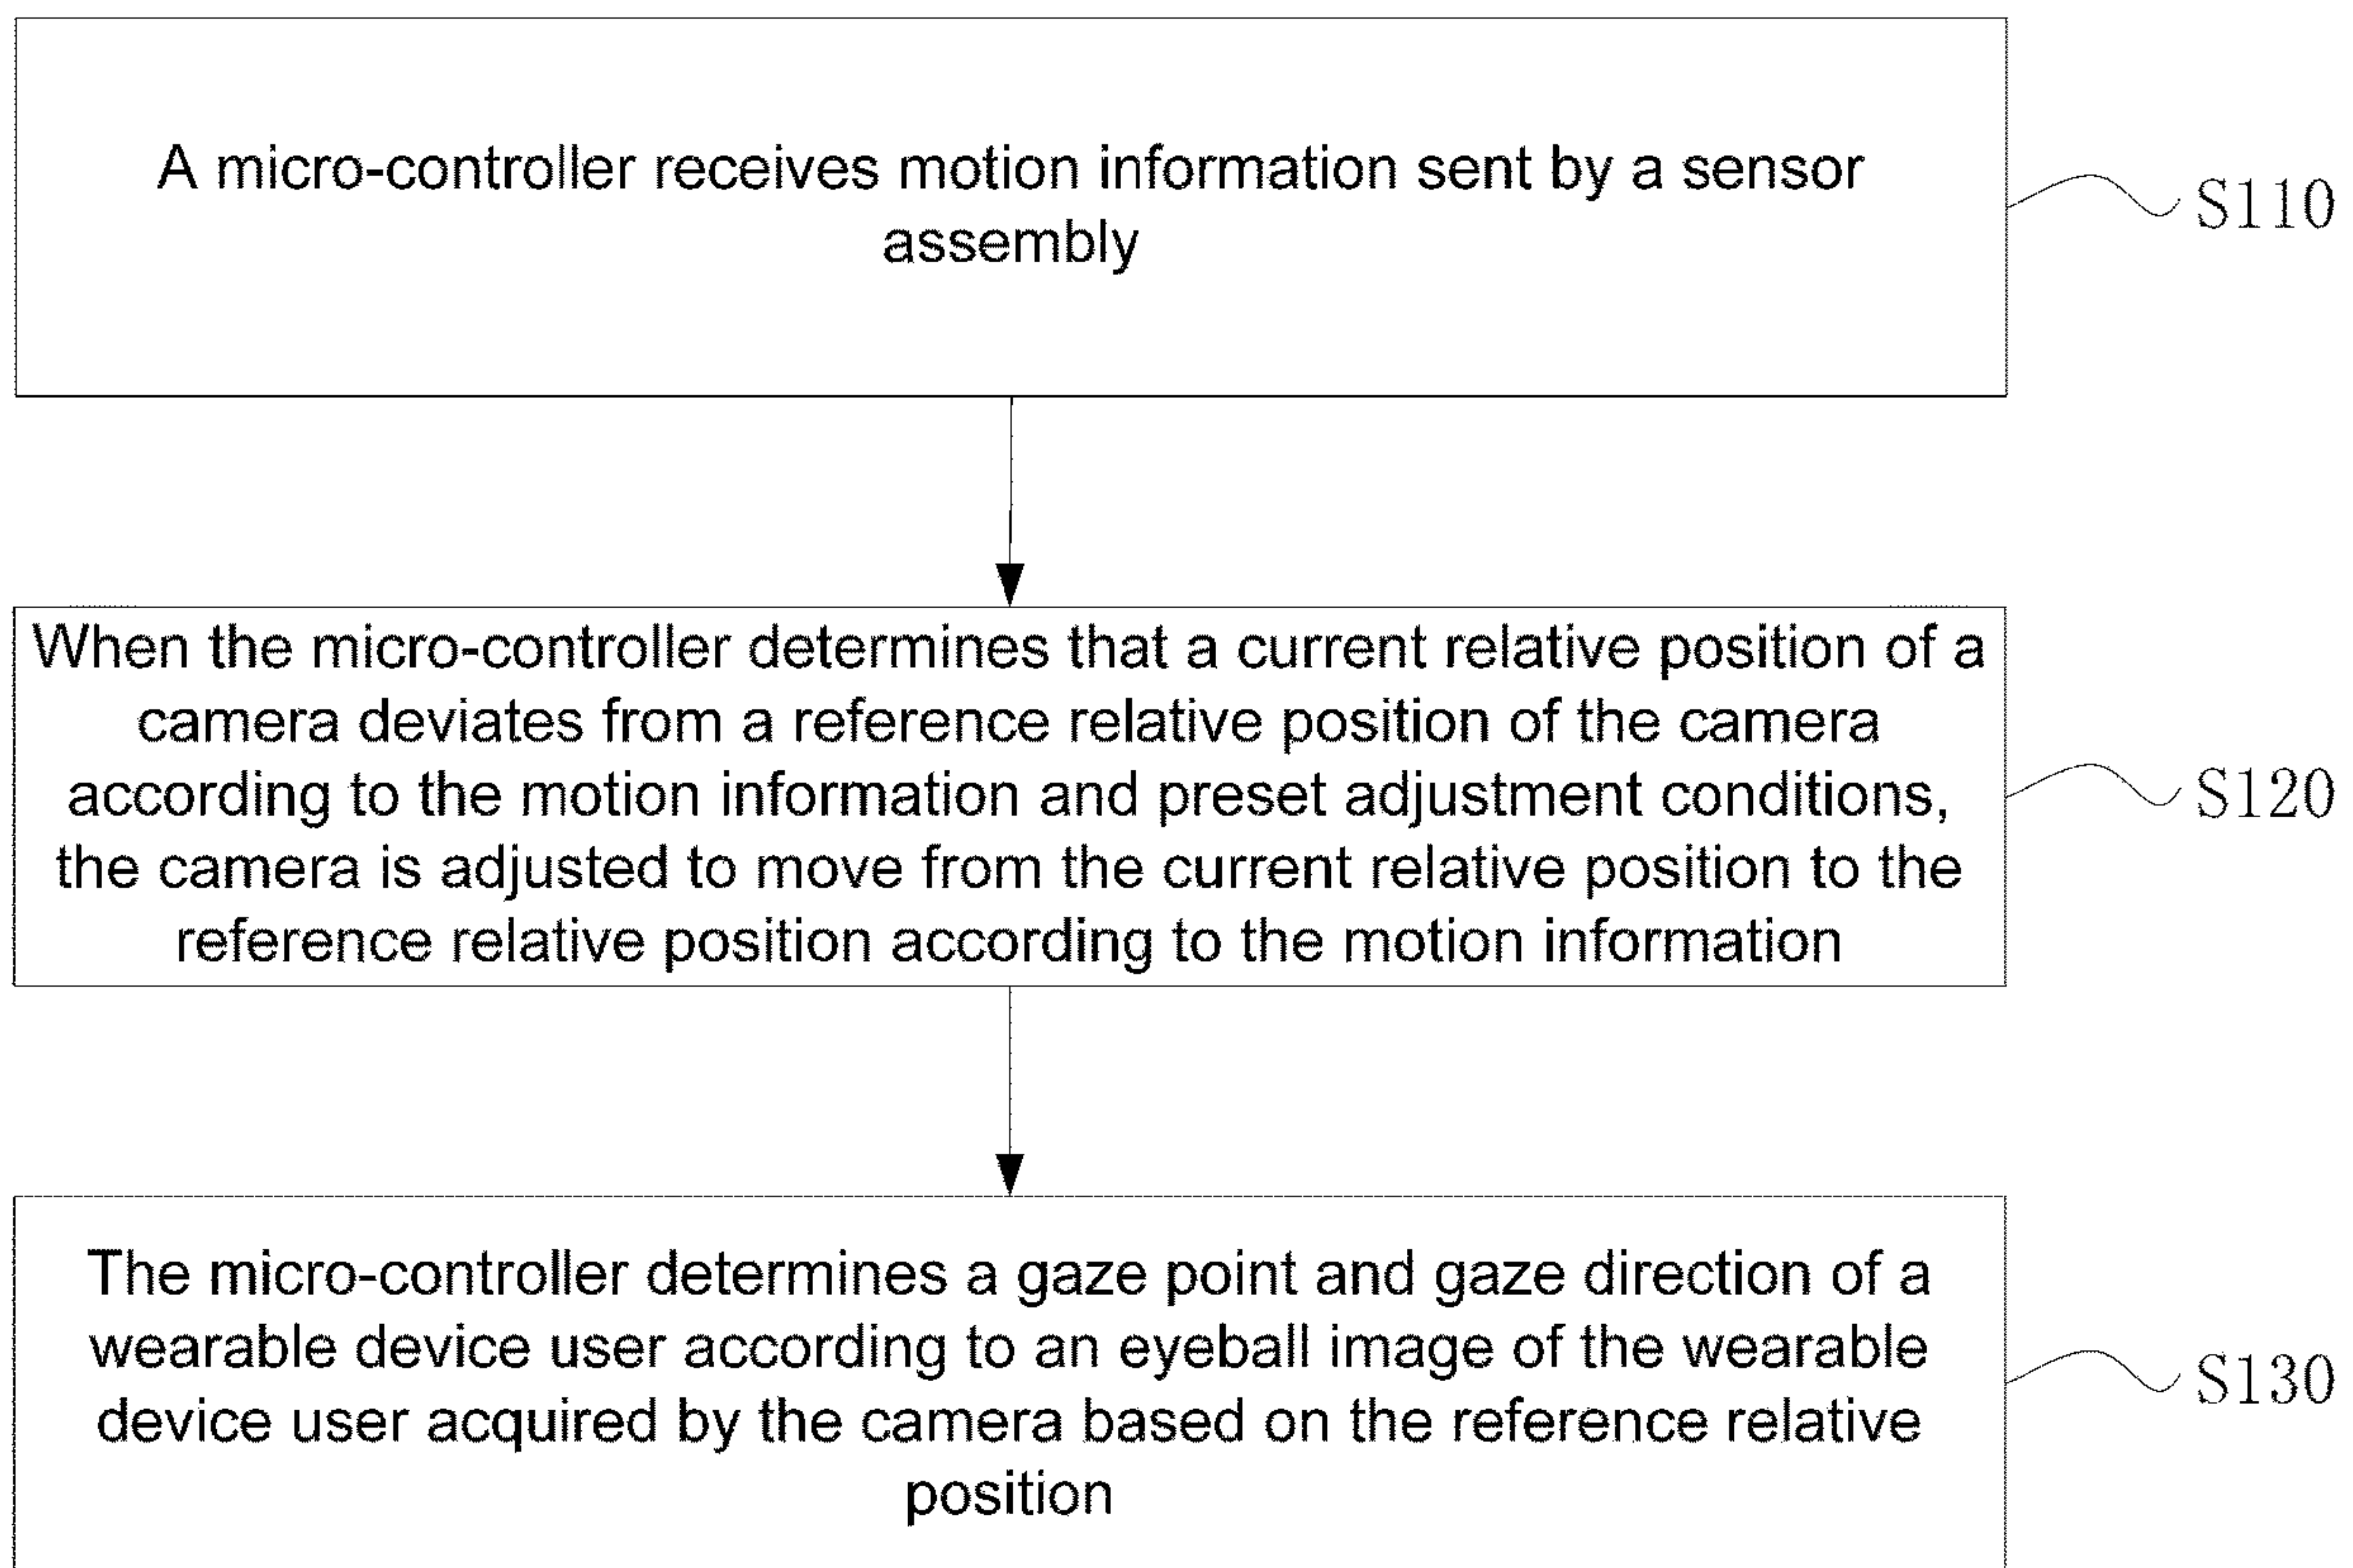 A micro-controller receives motion information sent by a sensor
assembly
S110
When the micro-controller determines that a current relative position of a
camera deviates from a reference relative position of the camera
according to the motion information and preset adjustment conditions,
the camera is adjusted to move from the current relative position to the
reference relative position according to the motion information
S120
The micro-controller determines a gaze point and gaze direction of a
wearable device user according to an eyeball image of the wearable
device user acquired by the camera based on the reference relative
position
S130